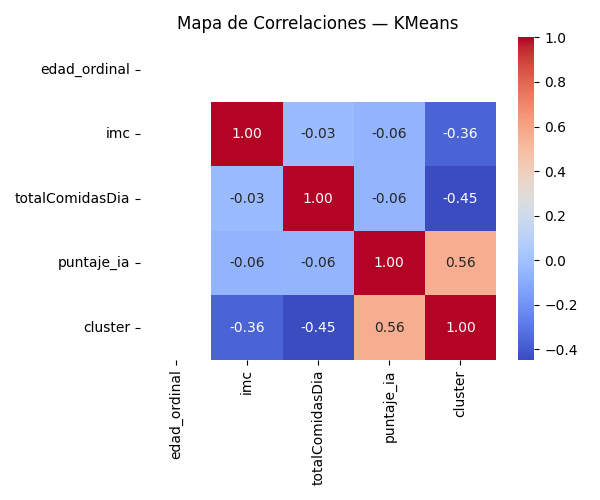 Mapa de Correlaciones — KMeans
edad_ordinal
imc 1.00 -0.03 -0.06 -0.36
totalComidasDia -0.03 1.00 -0.06 -0.45
puntaje_ia -0.06 -0.06 1.00 0.56
cluster -0.36 -0.45 0.56 1.00
edad_ordinal
imc
totalComidasDia
puntaje_ia
cluster
1.0
0.8
0.6
0.4
0.2
0.0
−0.2
−0.4